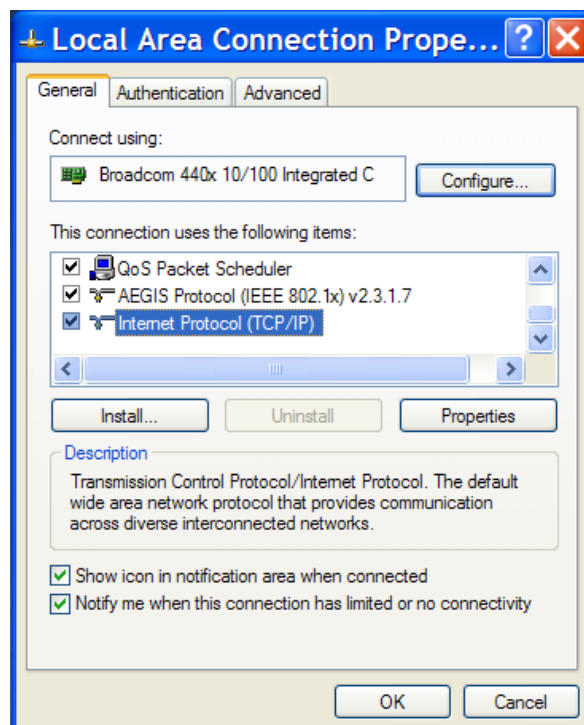 Local Area Connection Prope...
General
Authentication
Advanced
Connect using:
Broadcom 440x 10/100 Integrated C
Configure...
This connection uses the following items:
QoS Packet Scheduler
AEGIS Protocol (IEEE 802.1x) v2.3.1.7
Internet Protocol (TCP/IP)
Install...
Uninstall
Properties
Description
Transmission Control Protocol/Internet Protocol. The default
wide area network protocol that provides communication
across diverse interconnected networks.
Show icon in notification area when connected
Notify me when this connection has limited or no connectivity
OK
Cancel